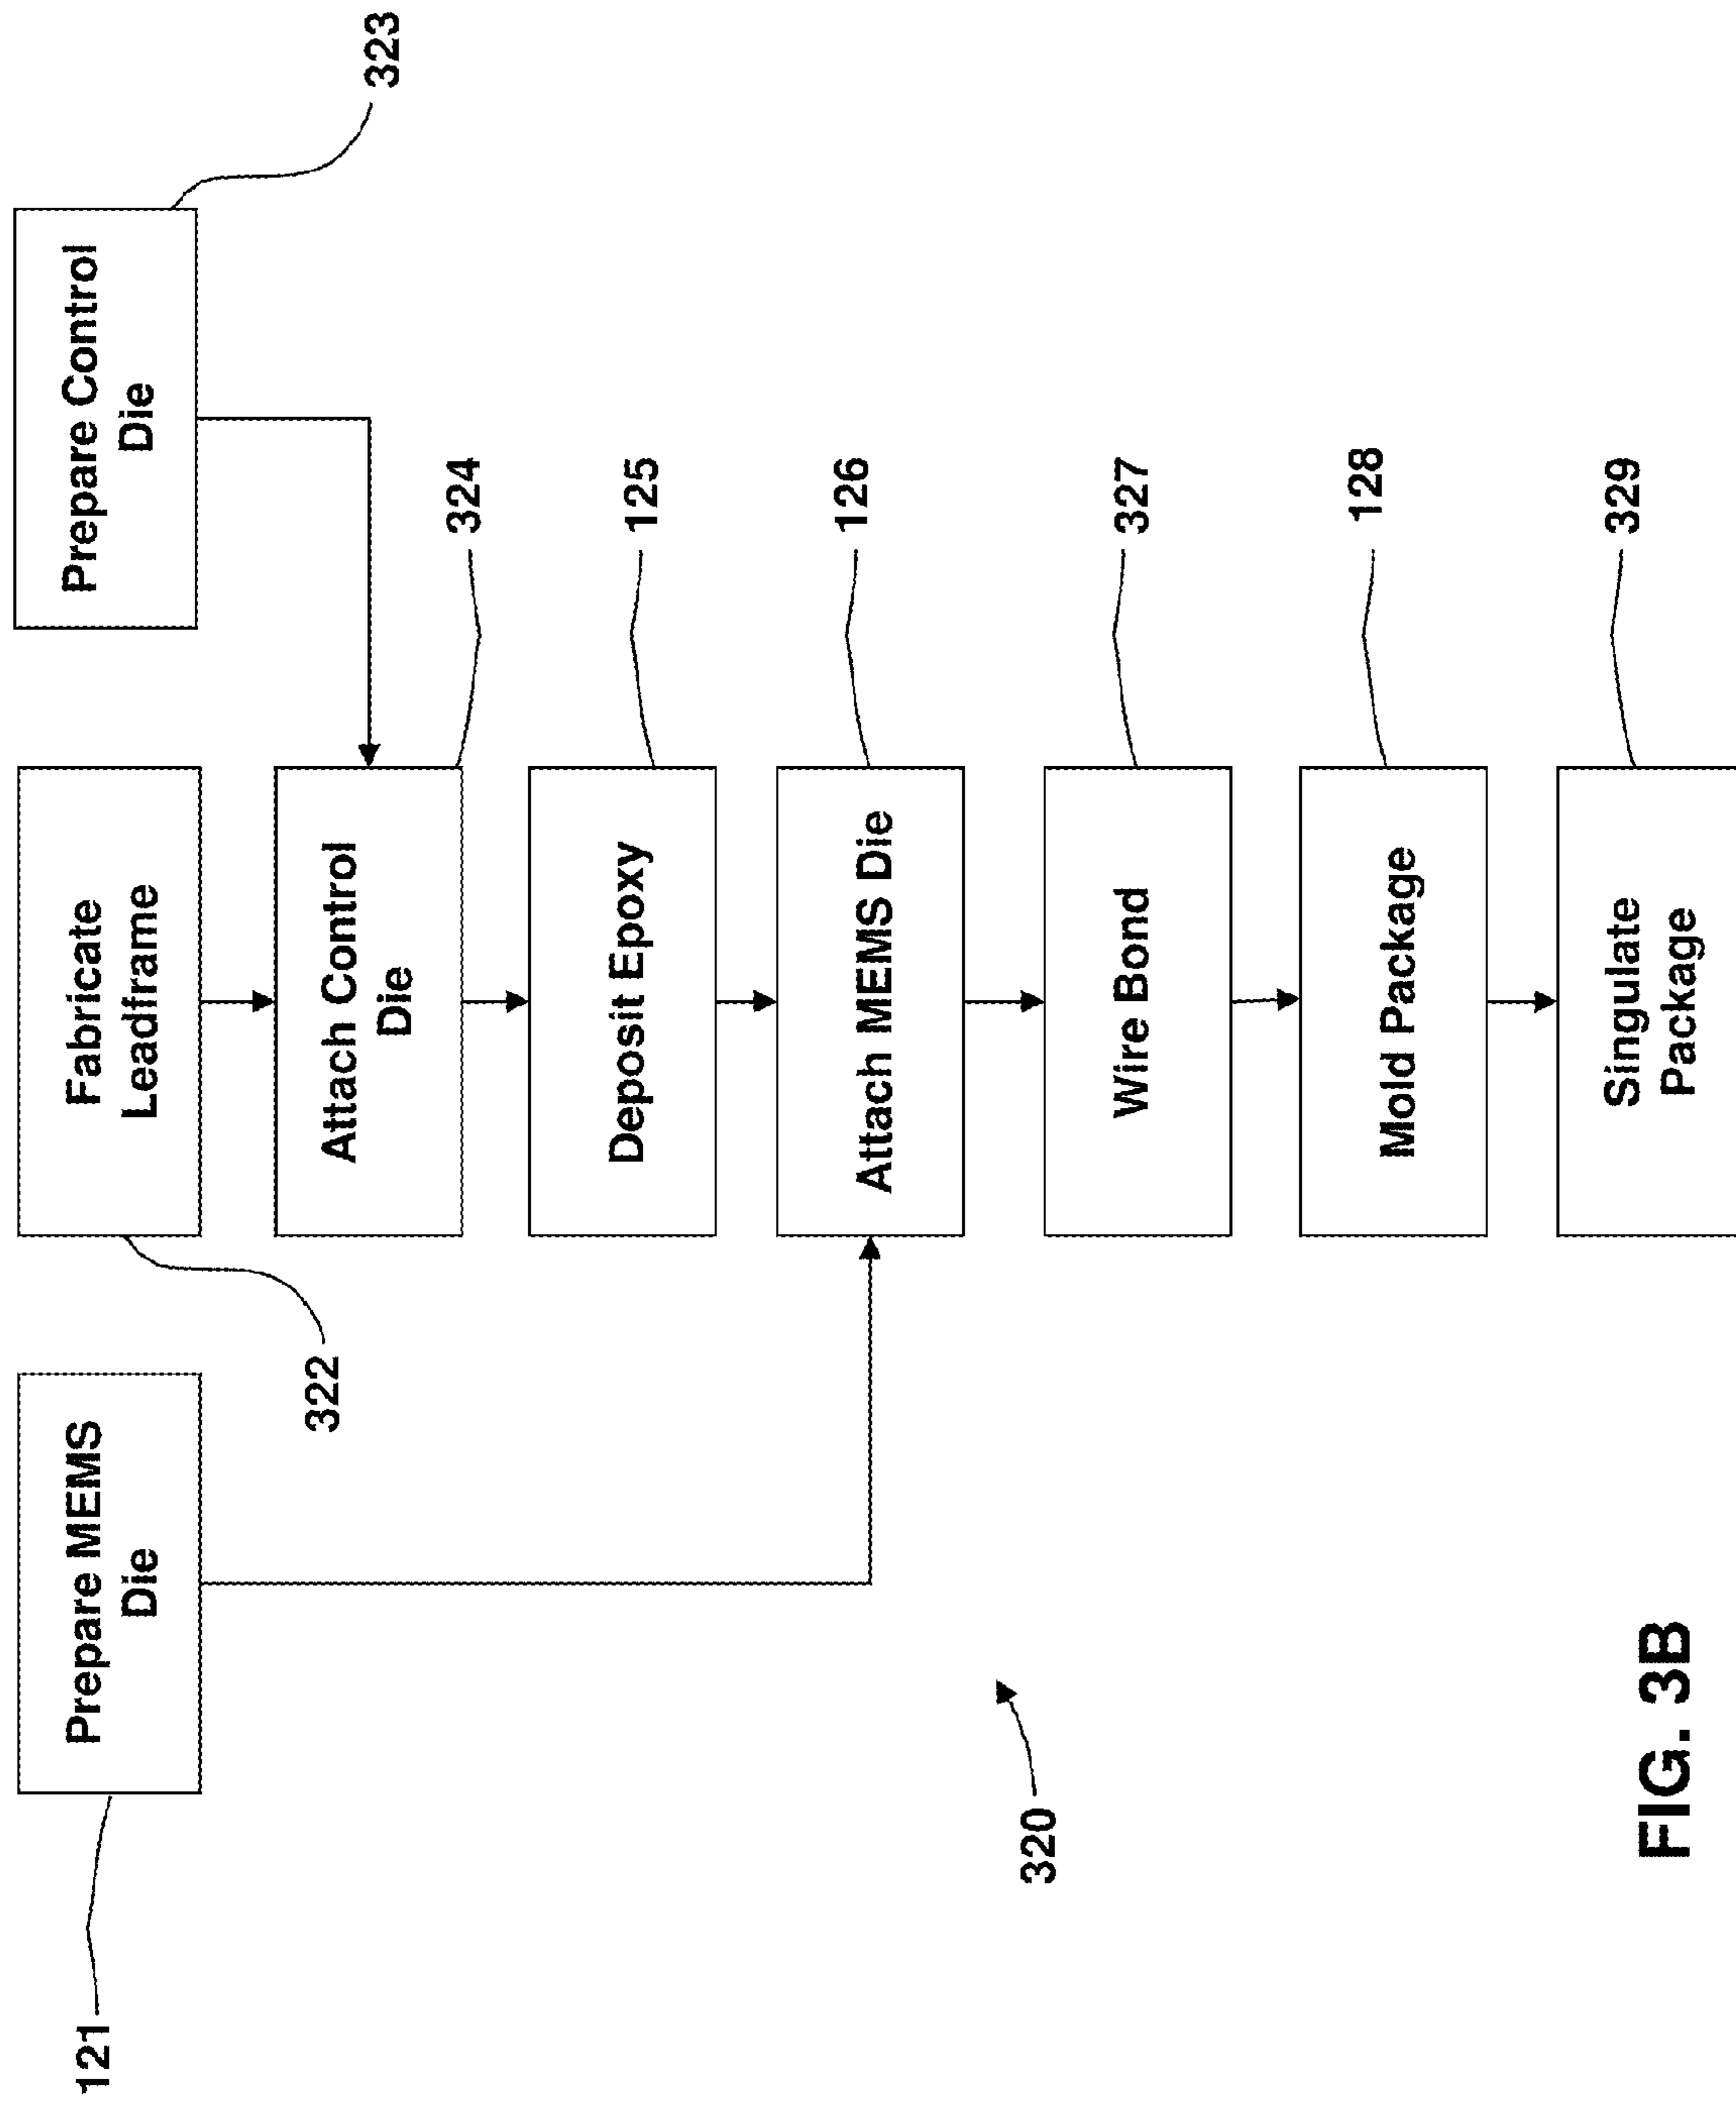 Prepare MEMS
Die
121
Fabricate
Leadframe
322
Prepare Control
Die
323
Attach Control
Die
324
Deposit Epoxy
125
Attach MEMS Die
126
Wire Bond
327
Mold Package
128
Singulate
Package
329
320
FIG. 3B